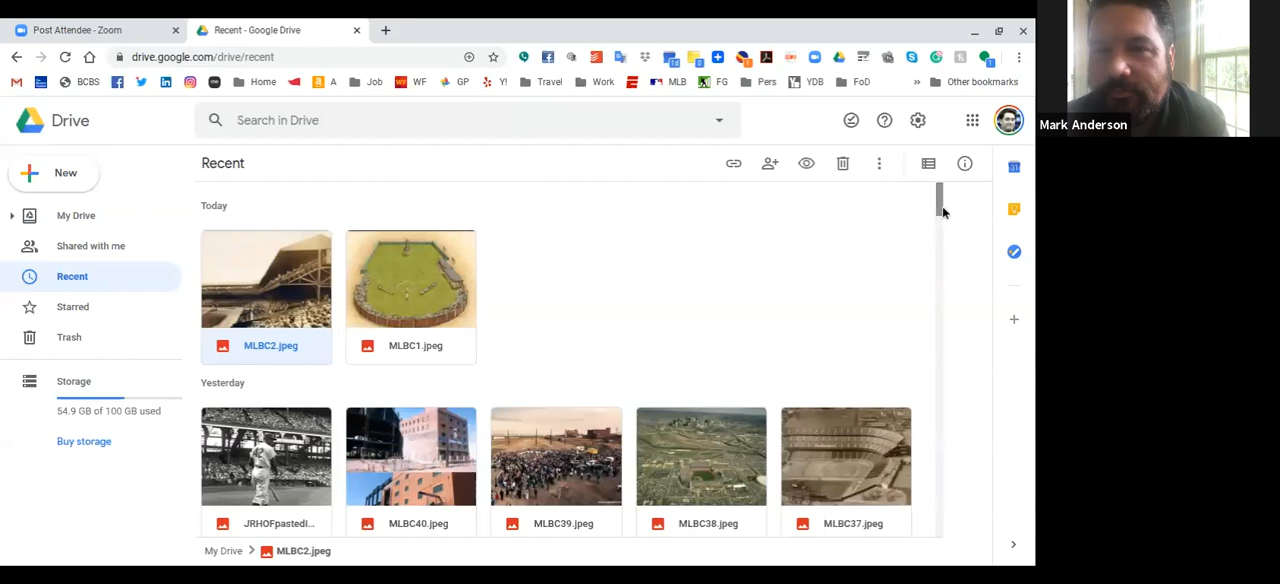 Post Attendee - Zoom
Recent - Google Drive
drive.google.com/drive/recent
BCBS
Home
A
Job
WF
GP
Y!
Travel
Work
MLB
FG
Pers
YDB
FoD
Other bookmarks
Mark Anderson
Drive
Search in Drive
New
Recent
My Drive
Shared with me
Recent
Starred
Trash
Storage
54.9 GB of 100 GB used
Buy storage
Today
MLBC2.jpeg
MLBC1.jpeg
Yesterday
JRHOFpastedi...
MLBC40.jpeg
MLBC39.jpeg
MLBC38.jpeg
MLBC37.jpeg
My Drive > MLBC2.jpeg